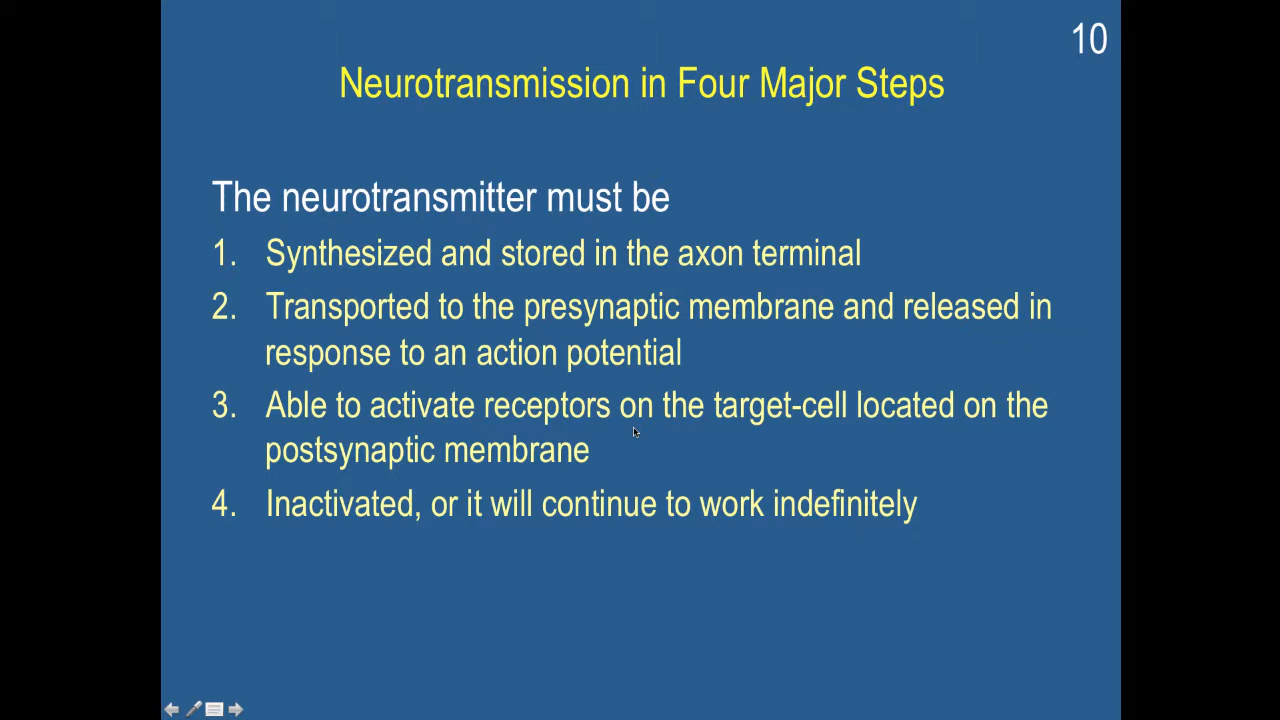 10
Neurotransmission in Four Major Steps
The neurotransmitter must be
1. Synthesized and stored in the axon terminal
2. Transported to the presynaptic membrane and released in
response to an action potential
3. Able to activate receptors on the target-cell located on the
postsynaptic membrane
4. Inactivated, or it will continue to work indefinitely